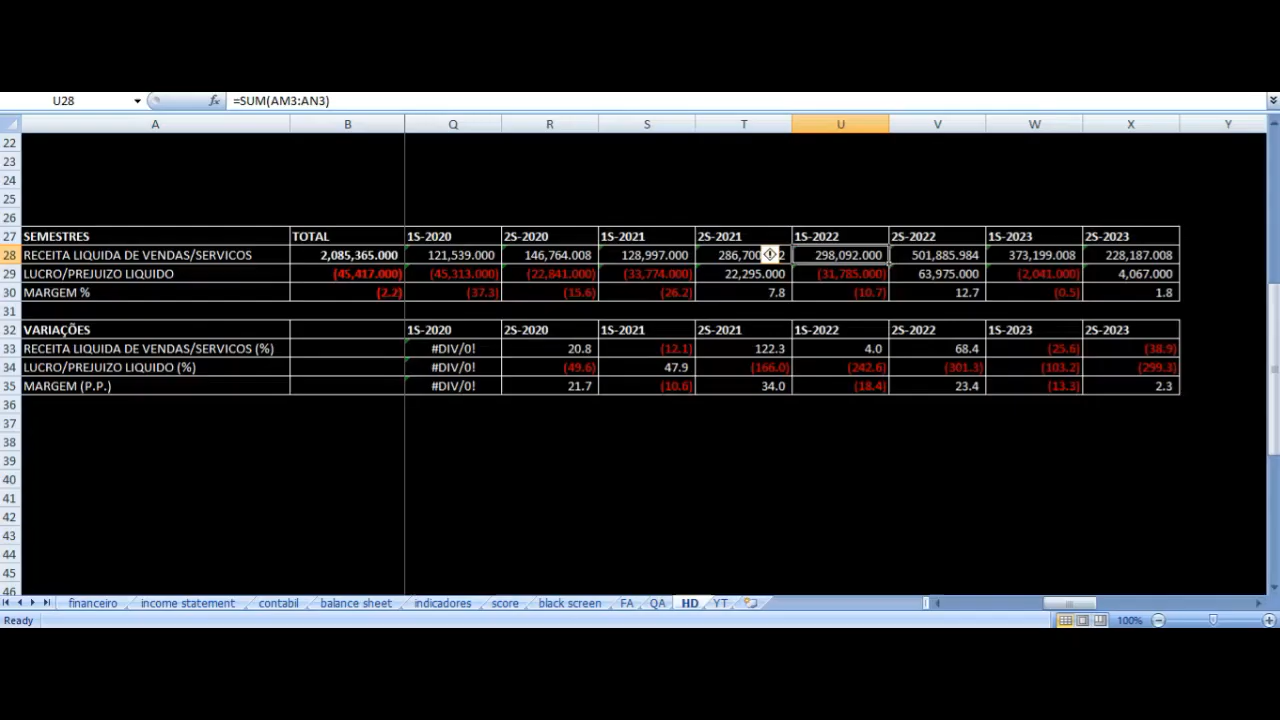 U28 fx =SUM(AM3:AN3)
A B Q R S T U V W X Y
22
23
24
25
26
27 SEMESTRES TOTAL 1S-2020 2S-2020 1S-2021 2S-2021 1S-2022 2S-2022 1S-2023 2S-2023
28 RECEITA LIQUIDA DE VENDAS/SERVICOS 2,085,365.000 121,539.000 146,764.008 128,997.000 286,700 2 298,092.000 501,885.984 373,199.008 228,187.008
29 LUCRO/PREJUIZO LIQUIDO (45,417.000) (45,313.000) (22,841.000) (33,774.000) 22,295.000 (31,785.000) 63,975.000 (2,041.000) 4,067.000
30 MARGEM % (2.2) (37.3) (15.6) (26.2) 7.8 (10.7) 12.7 (0.5) 1.8
31
32 VARIAÇÕES 1S-2020 2S-2020 1S-2021 2S-2021 1S-2022 2S-2022 1S-2023 2S-2023
33 RECEITA LIQUIDA DE VENDAS/SERVICOS (%) #DIV/0! 20.8 (12.1) 122.3 4.0 68.4 (25.6) (38.9)
34 LUCRO/PREJUIZO LIQUIDO (%) #DIV/0! (49.6) 47.9 (166.0) (242.6) (301.3) (103.2) (299.3)
35 MARGEM (P.P.) #DIV/0! 21.7 (10.6) 34.0 (18.4) 23.4 (13.3) 2.3
36
37
38
39
40
41
42
43
44
45
46
financeiro income statement contabil balance sheet indicadores score black screen FA QA HD YT
Ready 100%